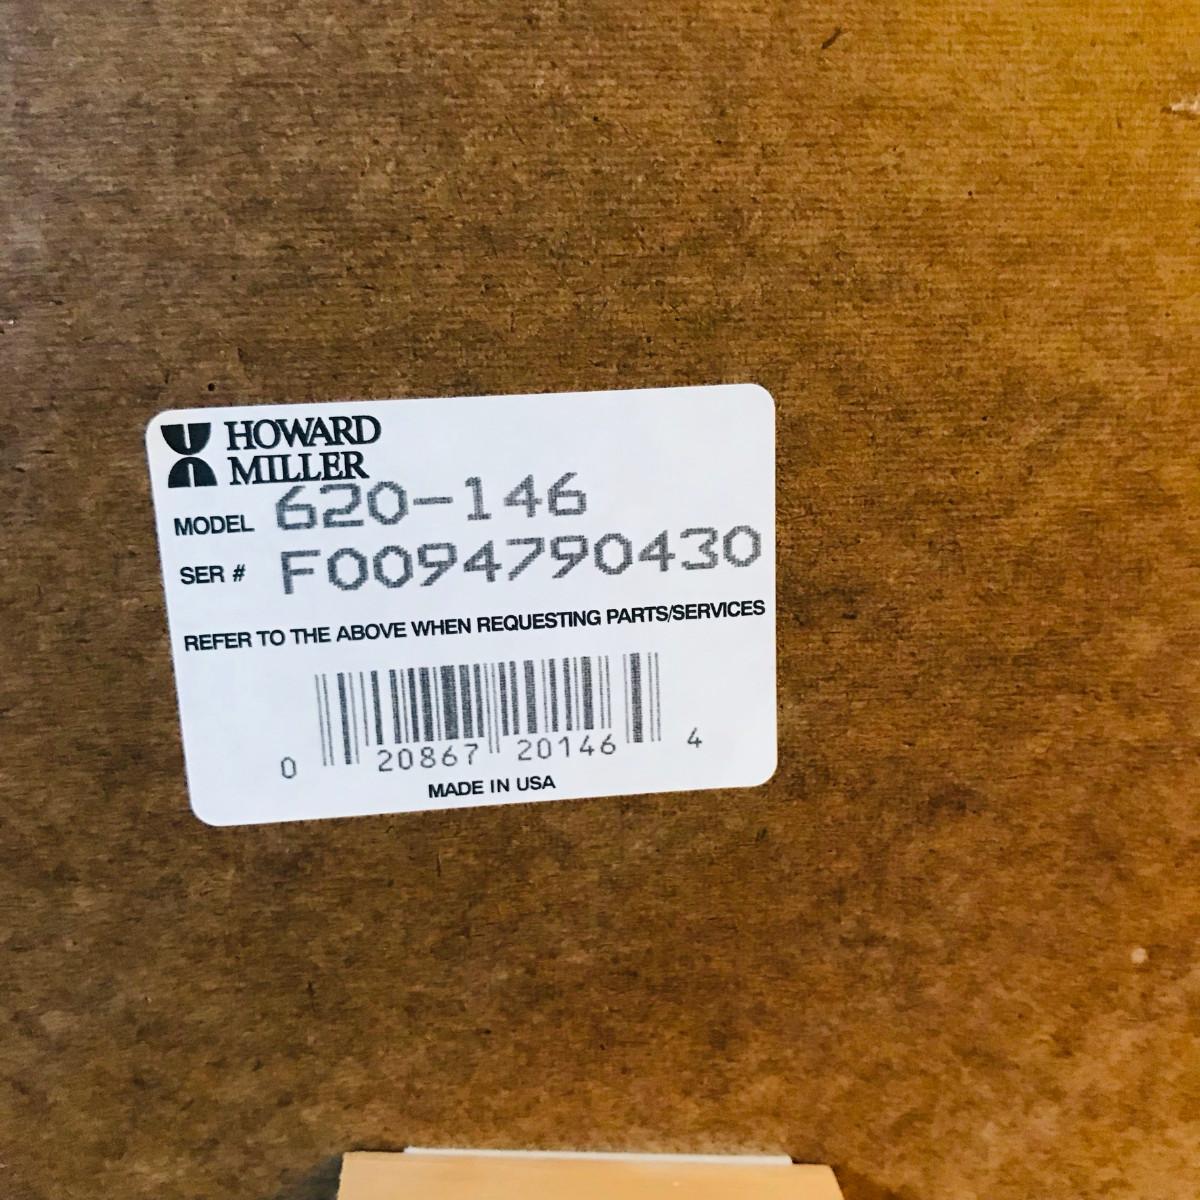 HOWARD
MILLER
MODEL 620-146
SER # F0094790430
REFER TO THE ABOVE WHEN REQUESTING PARTS/SERVICES
0 20867 20146 4
MADE IN USA